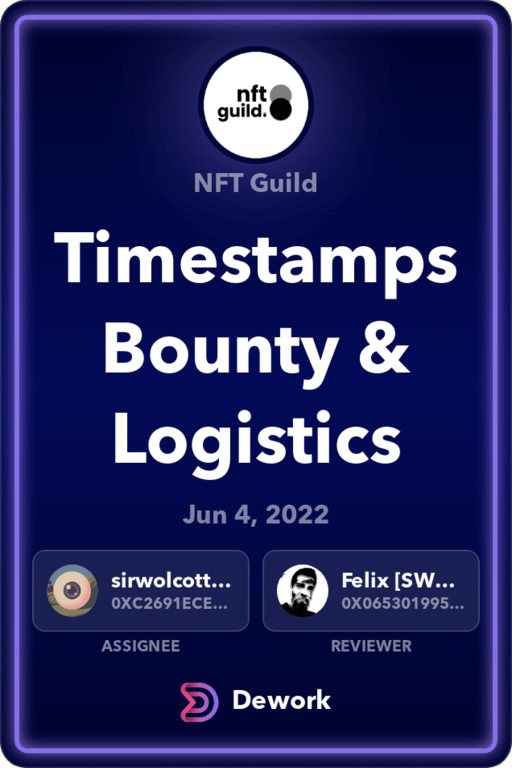 nft
guild.
NFT Guild
Timestamps
Bounty &
Logistics
Jun 4, 2022
sirwolcott...
0XC2691ECE...
ASSIGNEE
Felix [SW...
0X065301995...
REVIEWER
Dework